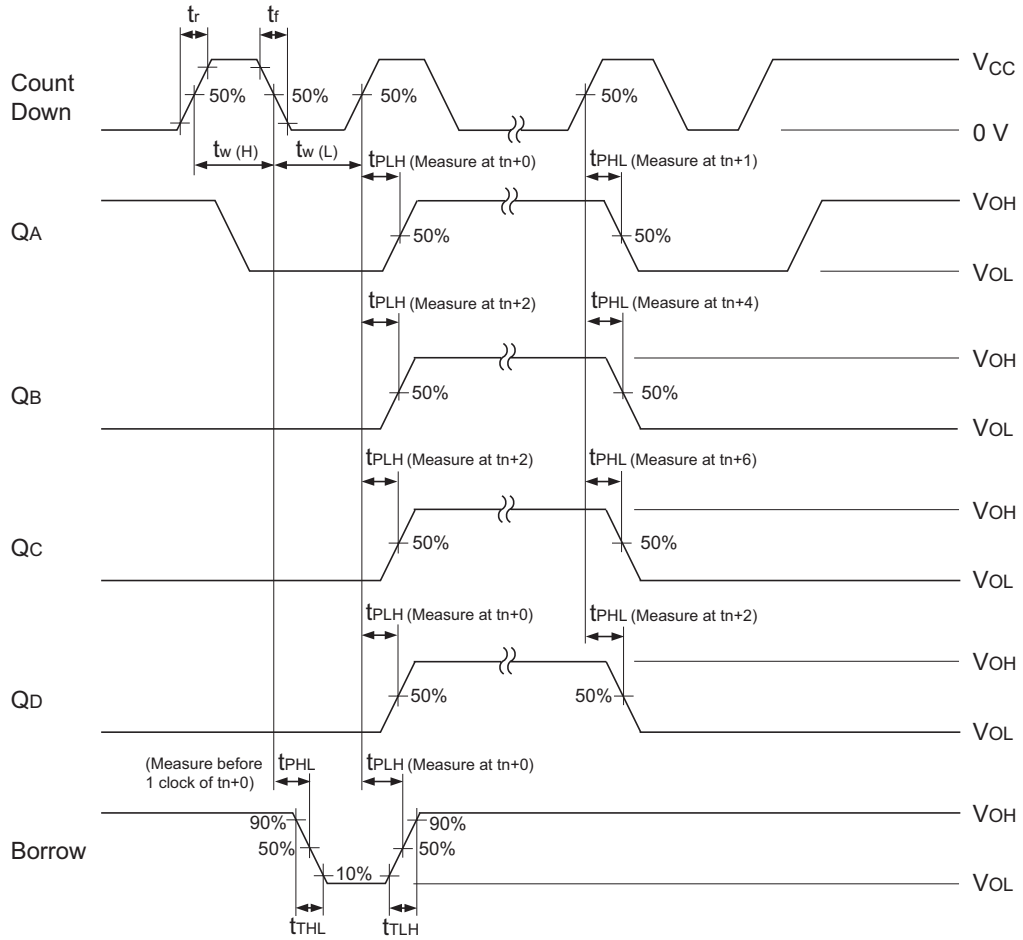 tr tf
Count Down
50% 50% 50% 50%
VCC
0 V
tw (H) tw (L) tPLH (Measure at tn+0) tPHL (Measure at tn+1)
QA
50% 50%
VOH
VOL
tPLH (Measure at tn+2) tPHL (Measure at tn+4)
QB
50% 50%
VOH
VOL
tPLH (Measure at tn+2) tPHL (Measure at tn+6)
QC
50% 50%
VOH
VOL
tPLH (Measure at tn+0) tPHL (Measure at tn+2)
QD
50% 50%
VOH
VOL
(Measure before
1 clock of tn+0)
tPHL tPLH (Measure at tn+0)
Borrow
90% 90%
50% 50%
10%
VOH
VOL
tTHL tTLH